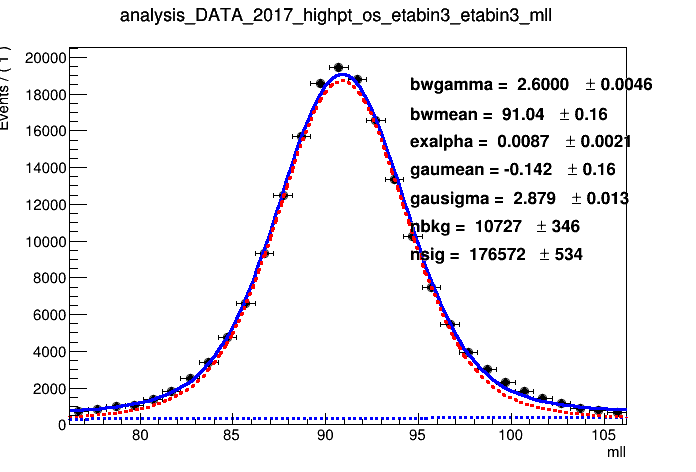 analysis_DATA_2017_highpt_os_etabin3_etabin3_mll
Events / ( 1 )
20000
18000
16000
14000
12000
10000
8000
6000
4000
2000
0
bwgamma = 2.6000 ± 0.0046
bwmean = 91.04 ± 0.16
exalpha = 0.0087 ± 0.0021
gaumean = -0.142 ± 0.16
gausigma = 2.879 ± 0.013
nbkg = 10727 ± 346
nsig = 176572 ± 534
80 85 90 95 100 105
mll